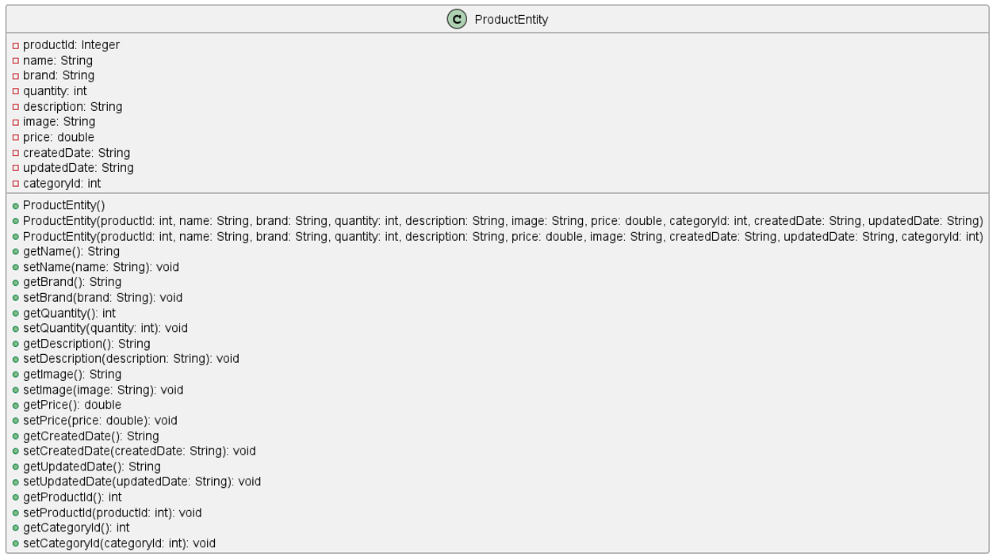 C ProductEntity
productId: Integer
name: String
brand: String
quantity: int
description: String
image: String
price: double
createdDate: String
updatedDate: String
categoryId: int
ProductEntity()
ProductEntity(productId: int, name: String, brand: String, quantity: int, description: String, image: String, price: double, categoryId: int, createdDate: String, updatedDate: String)
ProductEntity(productId: int, name: String, brand: String, quantity: int, description: String, price: double, image: String, createdDate: String, updatedDate: String, categoryId: int)
getName(): String
setName(name: String): void
getBrand(): String
setBrand(brand: String): void
getQuantity(): int
setQuantity(quantity: int): void
getDescription(): String
setDescription(description: String): void
getImage(): String
setImage(image: String): void
getPrice(): double
setPrice(price: double): void
getCreatedDate(): String
setCreatedDate(createdDate: String): void
getUpdatedDate(): String
setUpdatedDate(updatedDate: String): void
getProductId(): int
setProductId(productId: int): void
getCategoryId(): int
setCategoryId(categoryId: int): void